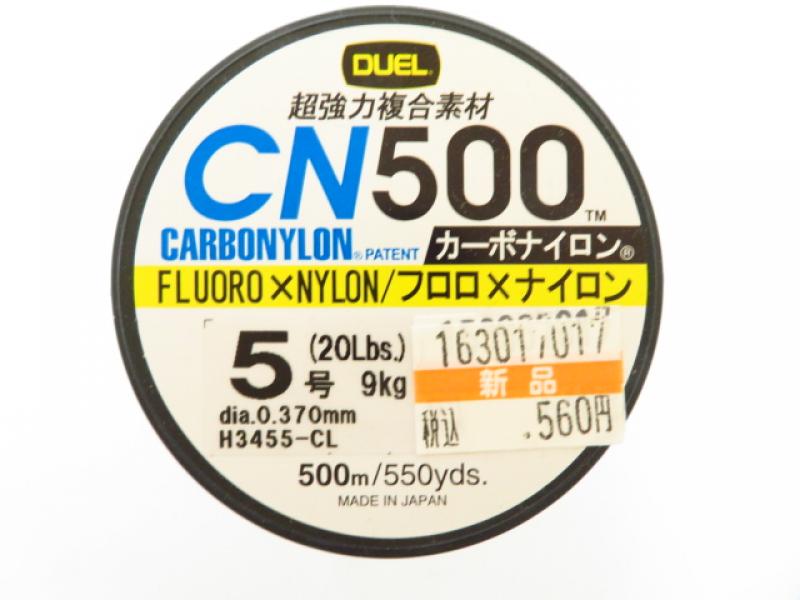 DUEL®
超強力複合素材
CN500™
CARBONYLON® PATENT カーボナイロン®
FLUORO×NYLON/フロロ×ナイロン
5号 (20Lbs.) 9kg
dia.0.370mm
H3455-CL
163017017
新品
税込 .560円
500m/550yds.
MADE IN JAPAN